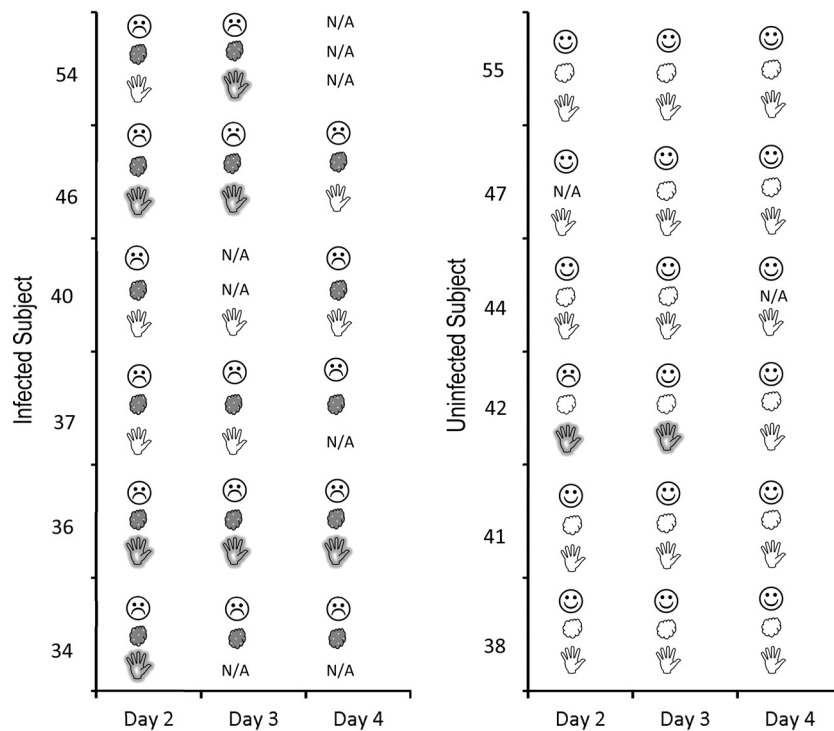 Infected Subject
N/A
N/A
54
N/A
46
N/A
40
N/A
37
N/A
36
34
N/A
N/A
Day 2
Day 3
Day 4
Uninfected Subject
55
47
N/A
44
N/A
42
41
38
Day 2
Day 3
Day 4